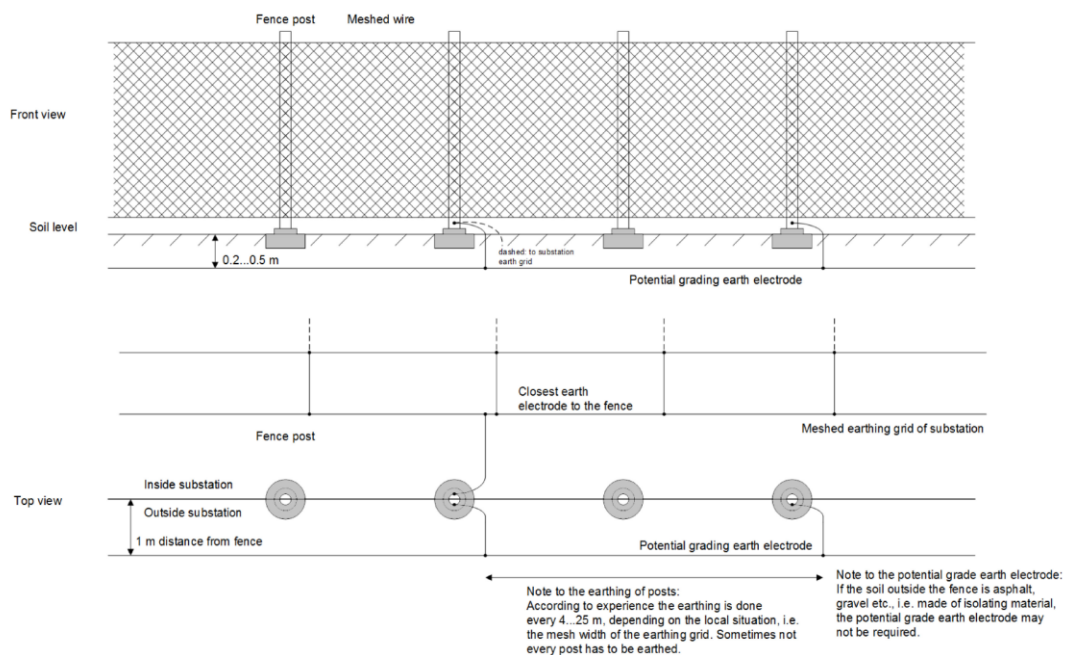 Fence post
Meshed wire
Front view
Soil level
0.2...0.5 m
dashed: to substation
earth grid
Potential grading earth electrode
Closest earth
electrode to the fence
Fence post
Meshed earthing grid of substation
Top view
Inside substation
Outside substation
1 m distance from fence
Potential grading earth electrode
Note to the earthing of posts:
According to experience the earthing is done
every 4...25 m, depending on the local situation, i.e.
the mesh width of the earthing grid. Sometimes not
every post has to be earthed.
Note to the potential grade earth electrode:
If the soil outside the fence is asphalt,
gravel etc., i.e. made of isolating material,
the potential grade earth electrode may
not be required.